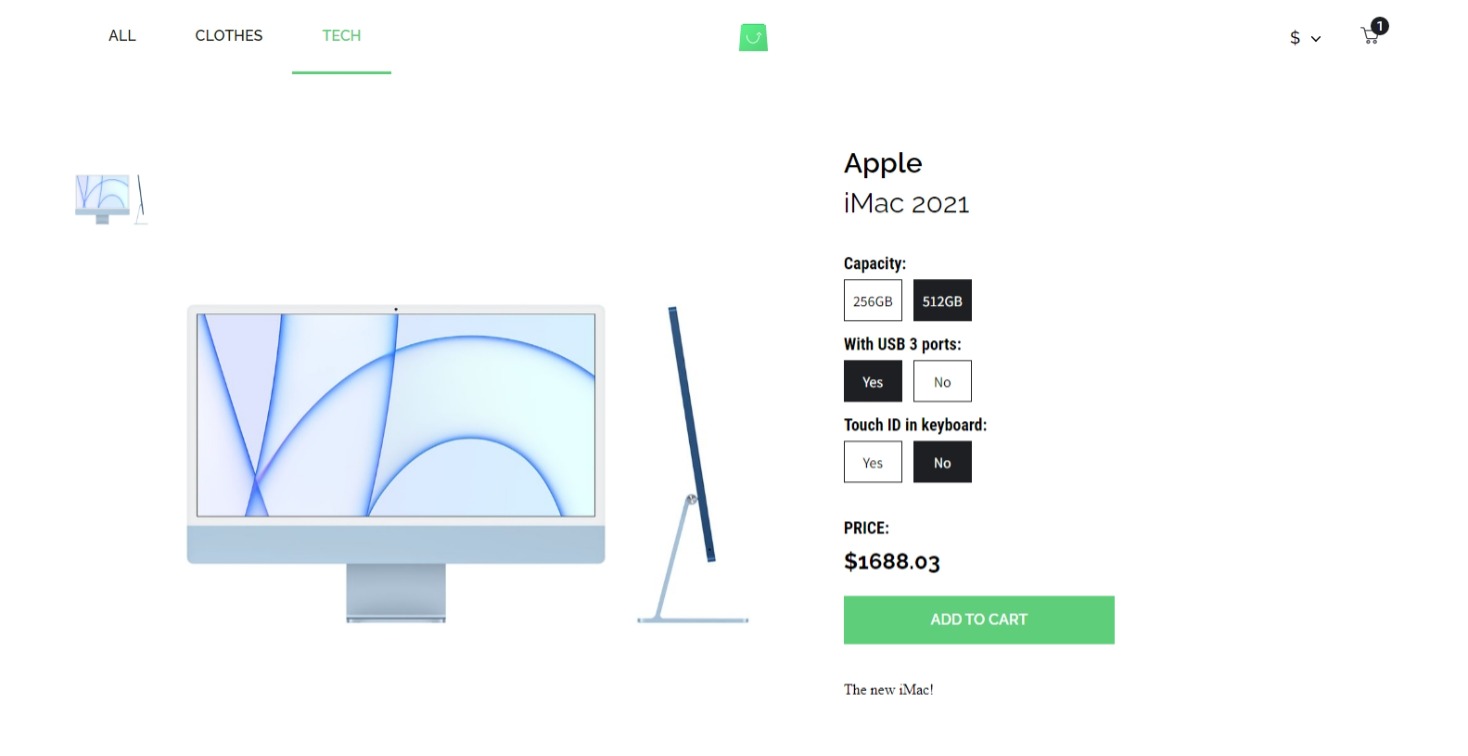 ALL CLOTHES TECH $ 1
Apple
iMac 2021
Capacity:
256GB 512GB
With USB 3 ports:
Yes No
Touch ID in keyboard:
Yes No
PRICE:
$1688.03
ADD TO CART
The new iMac!